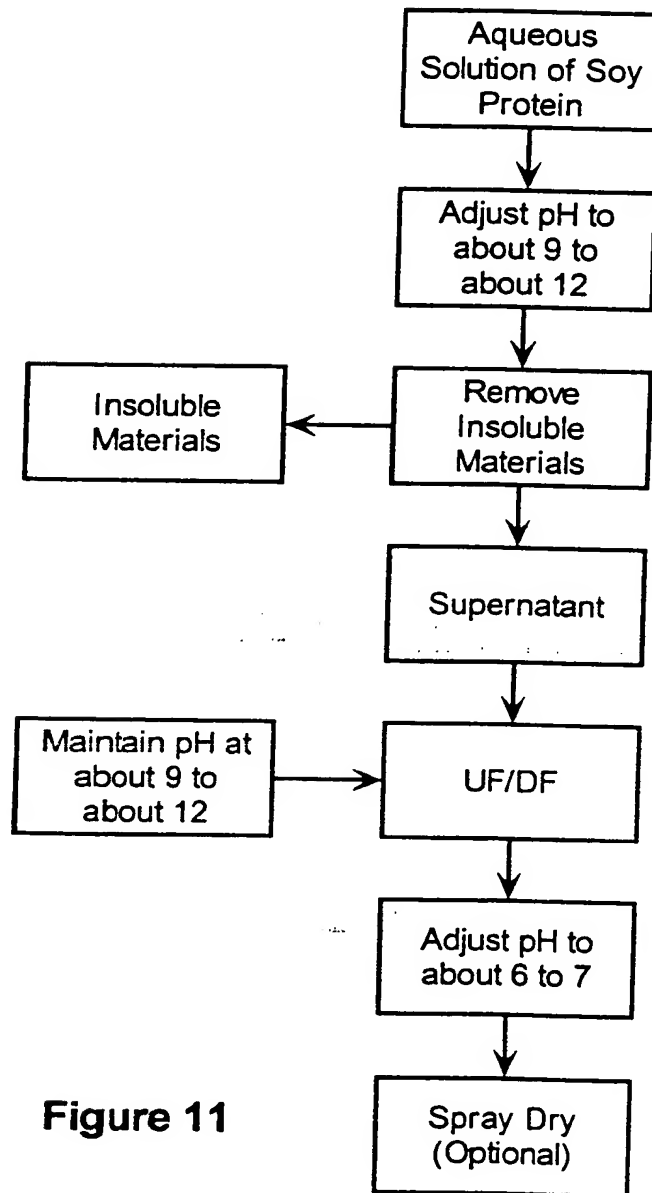 Aqueous
Solution of Soy
Protein
Adjust pH to
about 9 to
about 12
Insoluble
Materials
Remove
Insoluble
Materials
Supernatant
Maintain pH at
about 9 to
about 12
UF/DF
Adjust pH to
about 6 to 7
Figure 11
Spray Dry
(Optional)